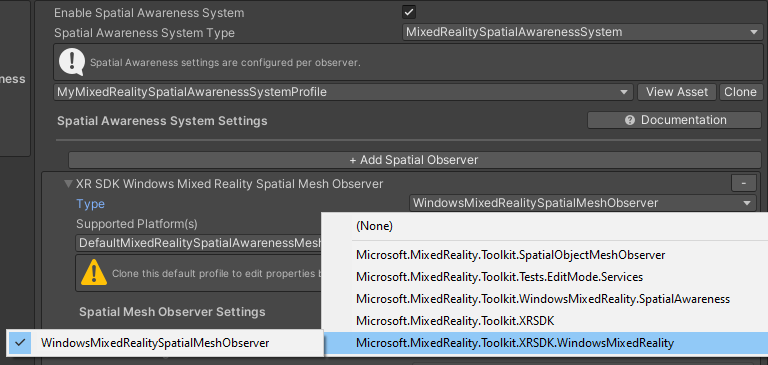 Enable Spatial Awareness System
Spatial Awareness System Type
MixedRealitySpatialAwarenessSystem
Spatial Awareness settings are configured per observer.
ness
MyMixedRealitySpatialAwarenessSystemProfile
View Asset
Clone
Spatial Awareness System Settings
Documentation
+ Add Spatial Observer
XR SDK Windows Mixed Reality Spatial Mesh Observer
-
Type
WindowsMixedRealitySpatialMeshObserver
Supported Platform(s)
(None)
DefaultMixedRealitySpatialAwarenessMesh
Microsoft.MixedReality.Toolkit.SpatialObjectMeshObserver
Clone this default profile to edit properties b
Microsoft.MixedReality.Toolkit.Tests.EditMode.Services
Microsoft.MixedReality.Toolkit.WindowsMixedReality.SpatialAwareness
Spatial Mesh Observer Settings
Microsoft.MixedReality.Toolkit.XRSDK
WindowsMixedRealitySpatialMeshObserver
Microsoft.MixedReality.Toolkit.XRSDK.WindowsMixedReality